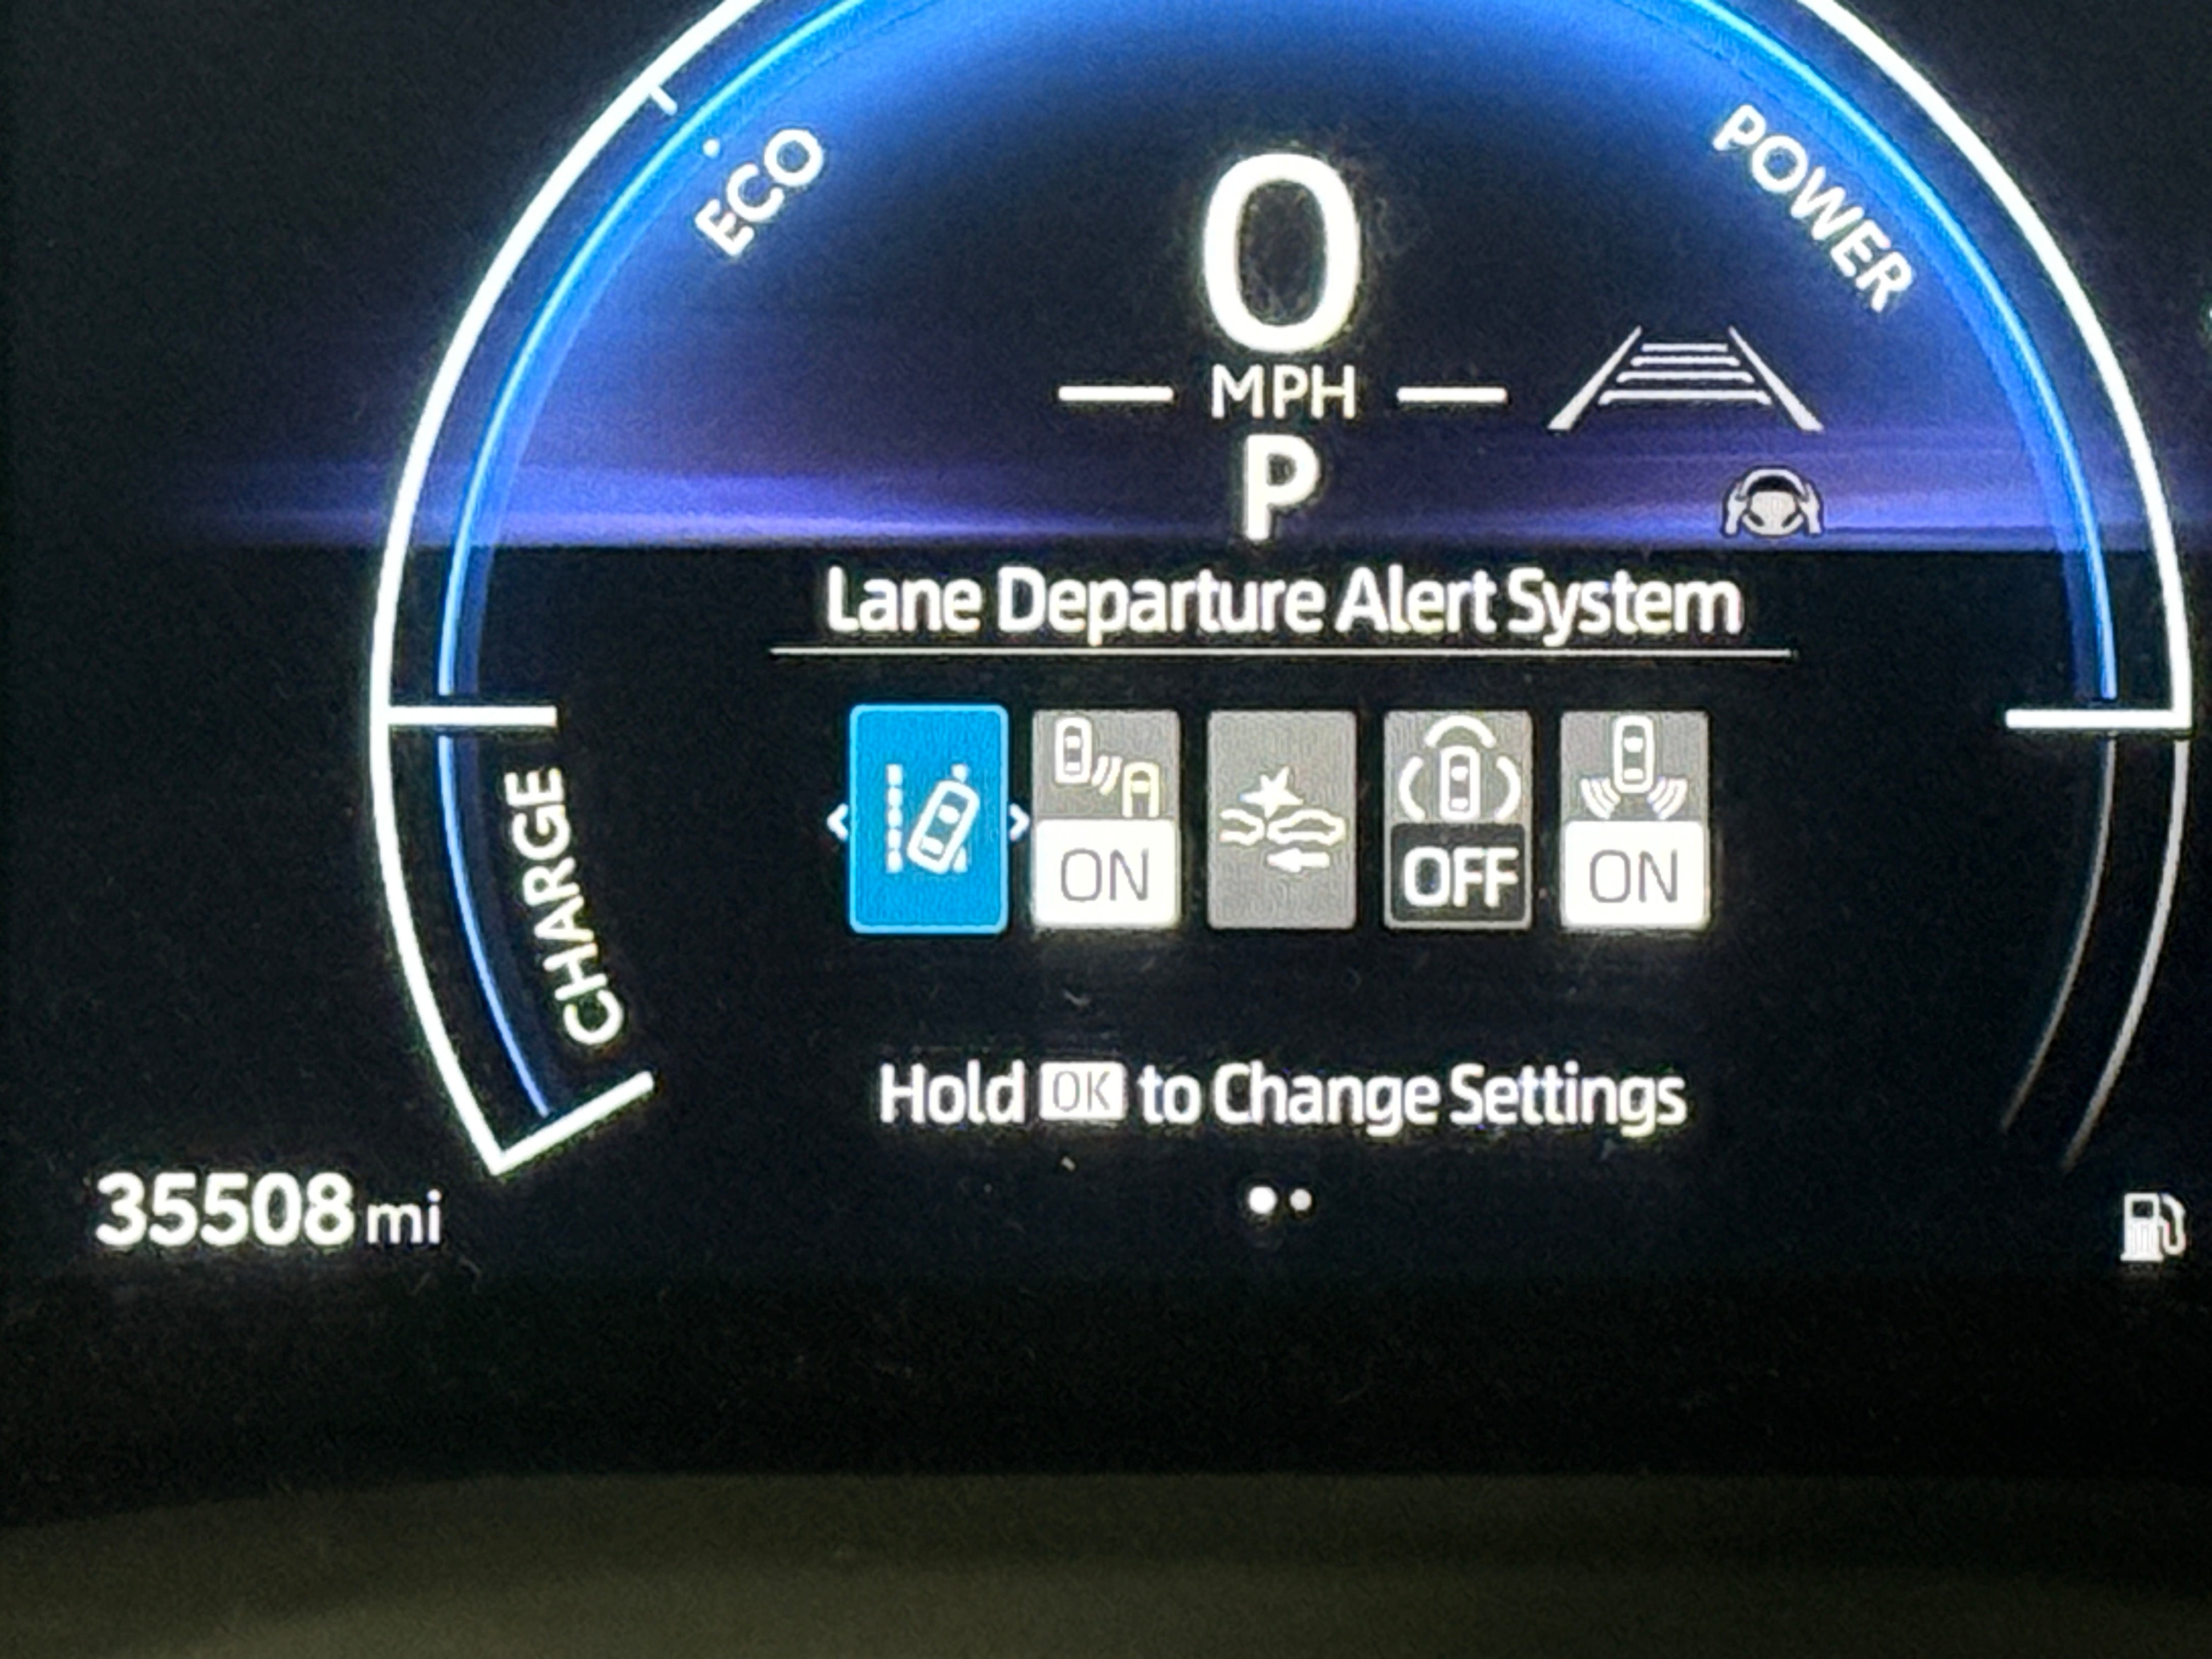 ECO
POWER
0
MPH
P
Lane Departure Alert System
ON
OFF
ON
CHARGE
Hold OK to Change Settings
35508 mi